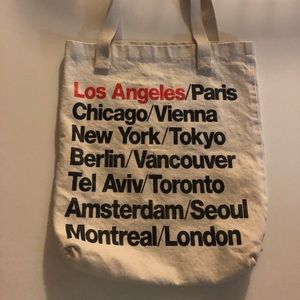 Los Angeles/Paris
Chicago/Vienna
New York/Tokyo
Berlin/Vancouver
Tel Aviv/Toronto
Amsterdam/Seoul
Montreal/London